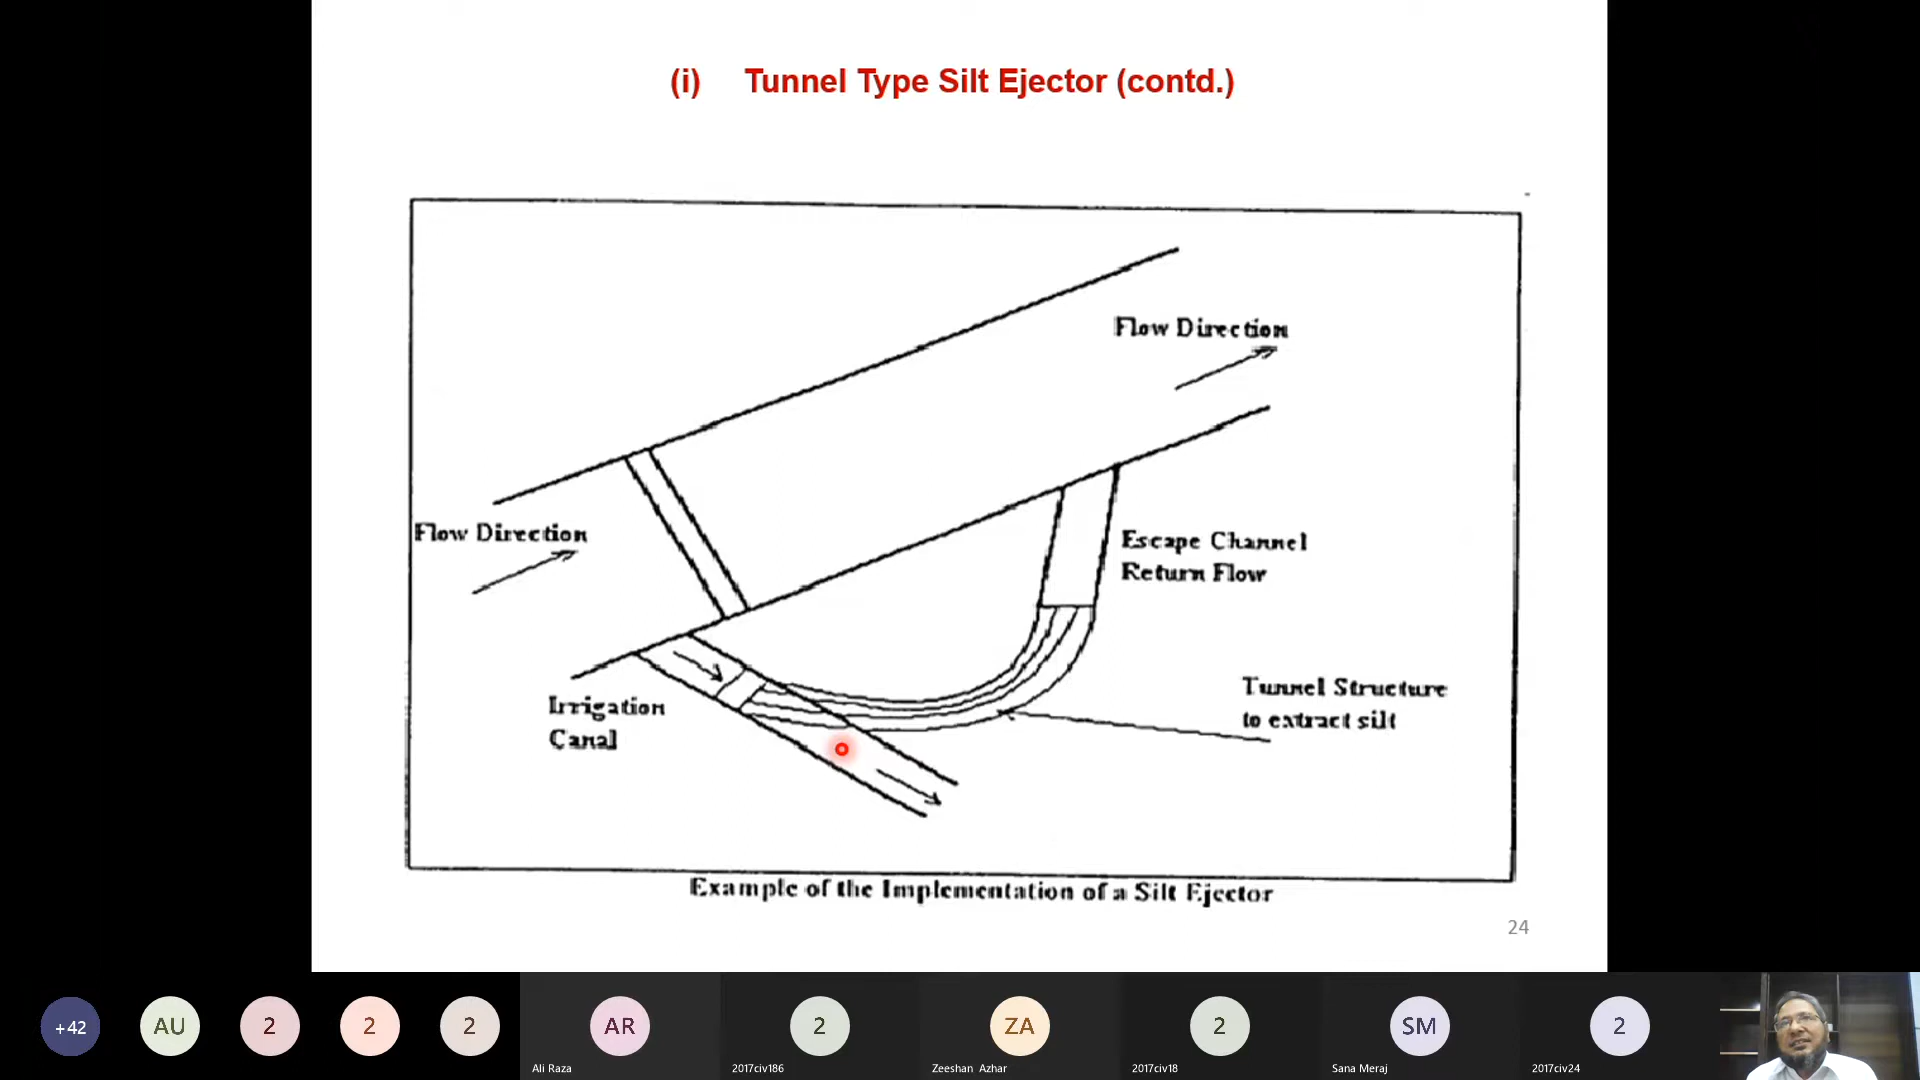 (i) Tunnel Type Silt Ejector (contd.)
Flow Direction
Flow Direction
Escape Channel
Return Flow
Tunnel Structure
to extract silt
Irrigation
Canal
Example of the Implementation of a Silt Ejector
24
+42
AU
2
2
2
AR
2
ZA
2
SM
2
Ali Raza
2017civ186
Zeeshan Azhar
2017civ18
Sana Meraj
2017civ24